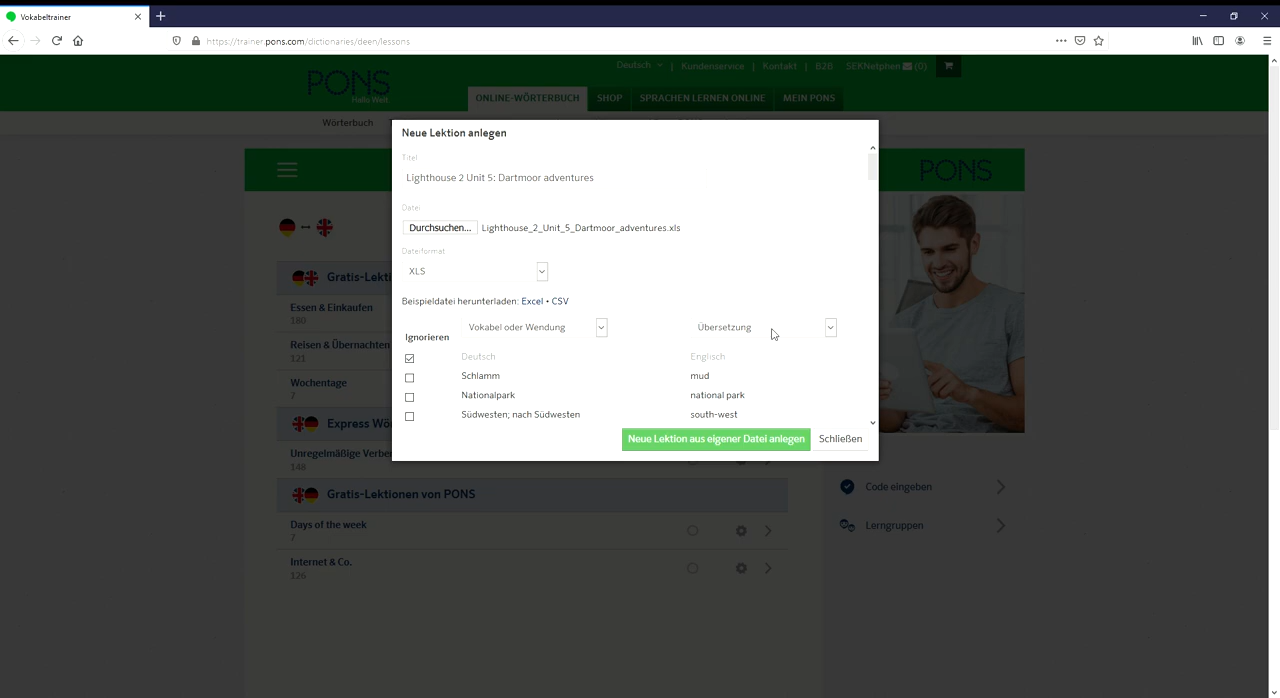 Vokabeltrainer
https://trainer.pons.com/dictionaries/deen/lessons
Deutsch | Kundenservice | Kontakt | B2B SEKNetphen (0)
PONS
Hallo Welt.
ONLINE-WÖRTERBUCH SHOP SPRACHEN LERNEN ONLINE MEIN PONS
Wörterbuch
PONS
Neue Lektion anlegen
Titel
Lighthouse 2 Unit 5: Dartmoor adventures
Datei
Durchsuchen... Lighthouse_2_Unit_5_Dartmoor_adventures.xls
Dateiformat
XLS
Beispieldatei herunterladen: Excel • CSV
Ignorieren Vokabel oder Wendung Übersetzung
Deutsch Englisch
Schlamm mud
Nationalpark national park
Südwesten; nach Südwesten south-west
Neue Lektion aus eigener Datei anlegen Schließen
Gratis-Lekti
Essen & Einkaufen
180
Reisen & Übernachten
121
Wochentage
7
Express Wö
Unregelmäßige Verben
148
Gratis-Lektionen von PONS
Days of the week
7
Internet & Co.
126
Code eingeben
Lerngruppen